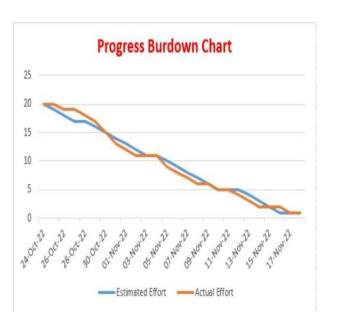 Progress Burdown Chart
25
20
15
10
5
0
24-Oct-22
26-Oct-22
28-Oct-22
30-Oct-22
01-Nov-22
03-Nov-22
05-Nov-22
07-Nov-22
09-Nov-22
11-Nov-22
13-Nov-22
15-Nov-22
17-Nov-22
Estimated Effort
Actual Effort